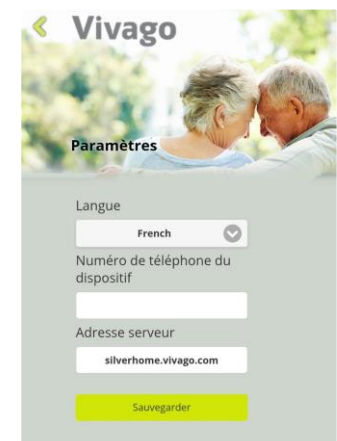 Vivago
Paramètres
Langue
French
Numéro de téléphone du
dispositif
Adresse serveur
silverhome.vivago.com
Sauvegarder